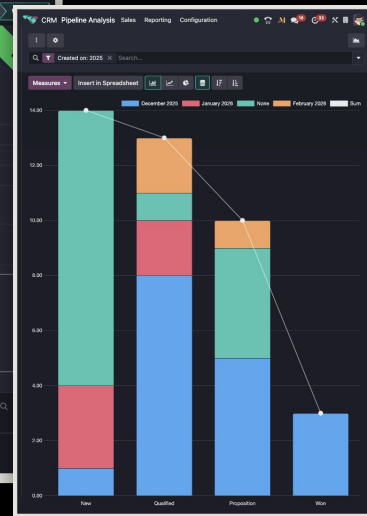 CRM Pipeline Analysis Sales Reporting Configuration
Created on: 2025 × Search...
Measures Insert in Spreadsheet
December 2025 January 2026 None February 2026 Sum
14.00
12.00
10.00
8.00
6.00
4.00
2.00
0.00
New Qualified Proposition Won